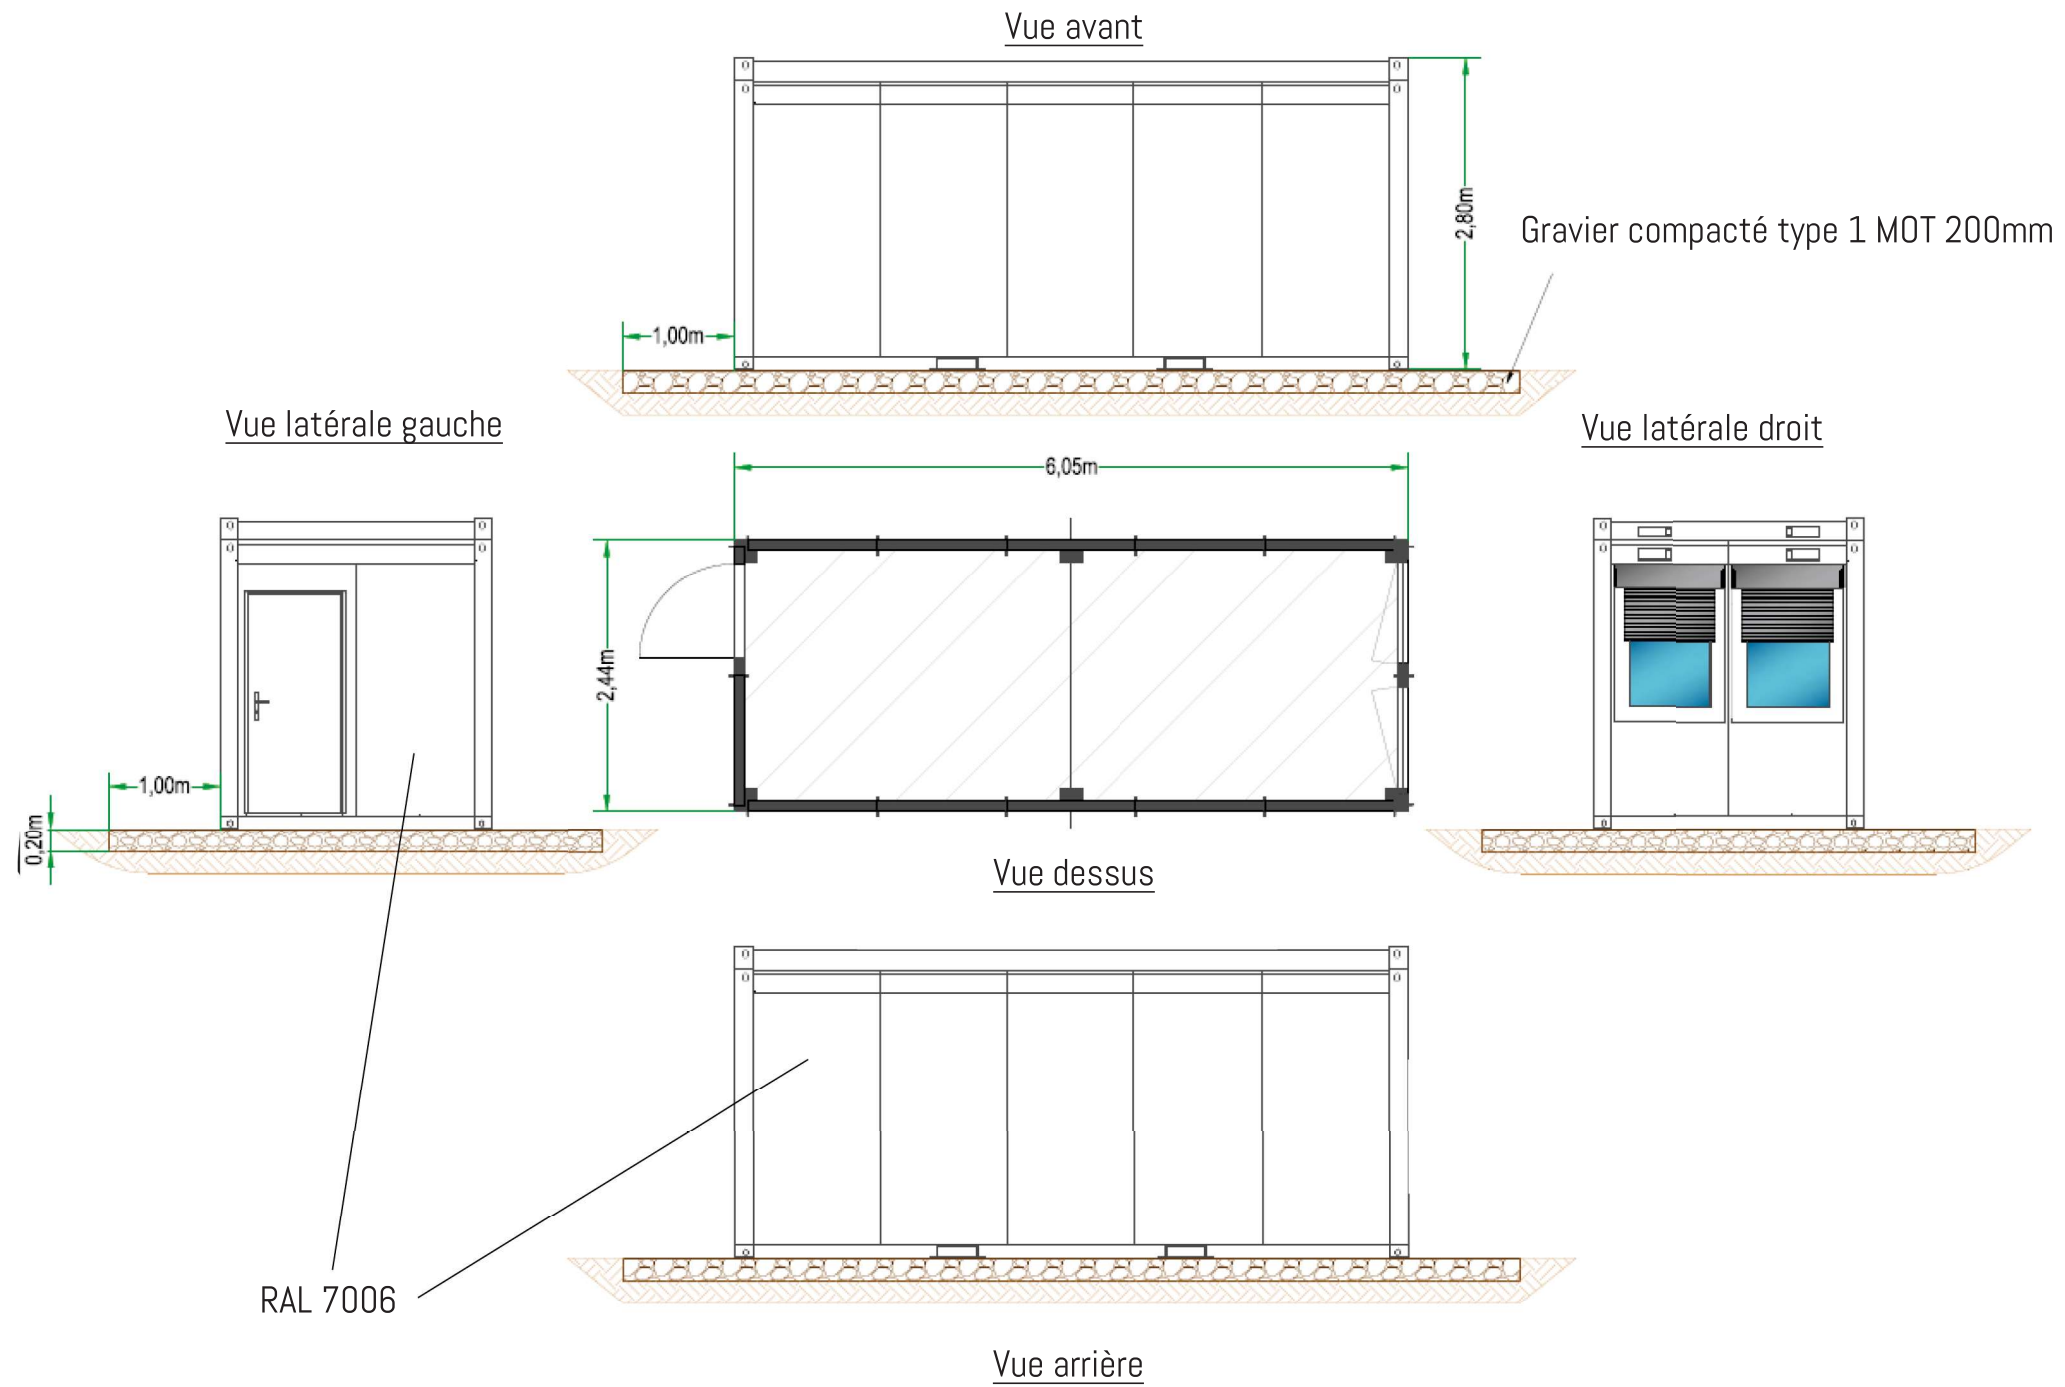 Vue avant
2,80m
Gravier compacté type 1 MOT 200mm
1,00m
Vue latérale gauche
Vue latérale droit
6,05m
2,44m
1,00m
0,20m
Vue dessus
RAL 7006
Vue arrière